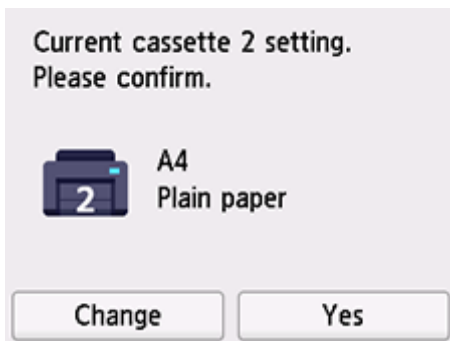 Current cassette 2 setting.
Please confirm.
2
A4
Plain paper
Change
Yes